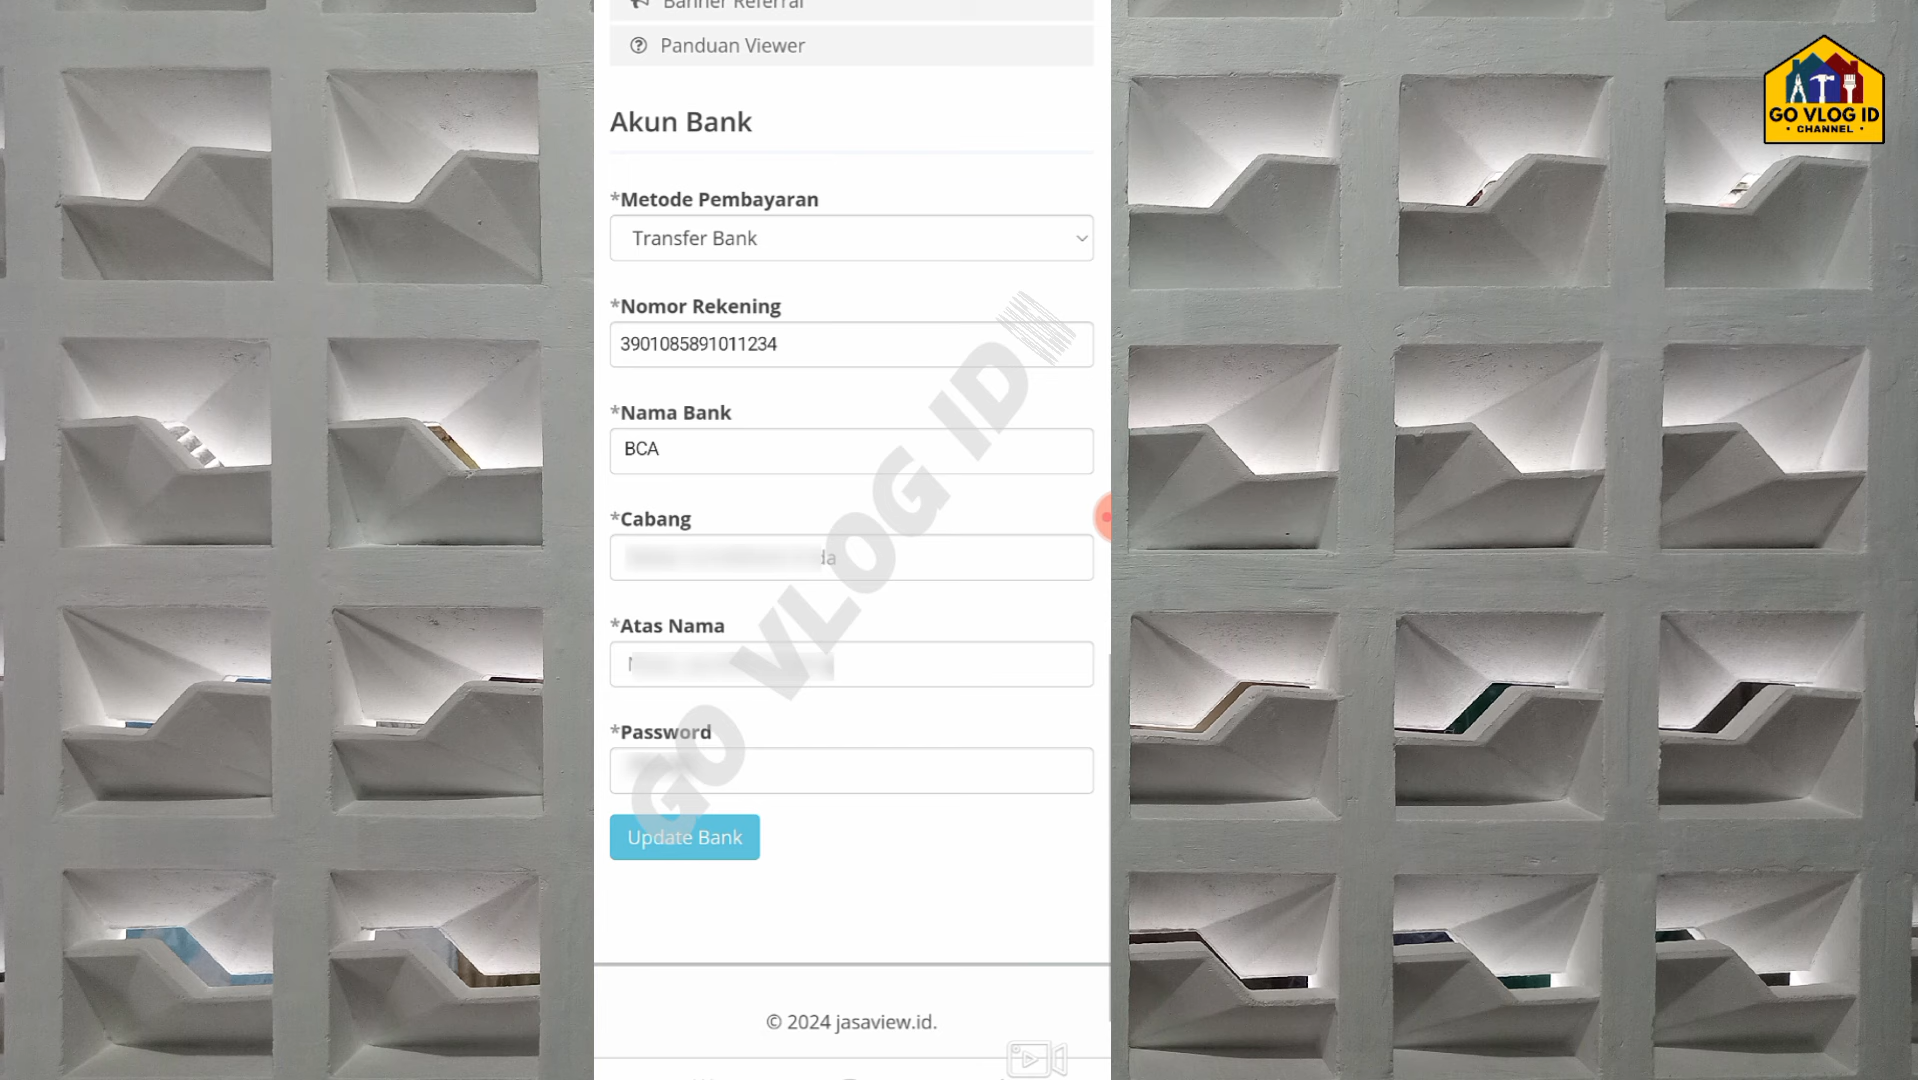 Banner Referral
Panduan Viewer
Akun Bank
*Metode Pembayaran
Transfer Bank
*Nomor Rekening
3901085891011234
*Nama Bank
BCA
*Cabang
da
*Atas Nama
*Password
Update Bank
© 2024 jasaview.id.
GO VLOG ID
GO VLOG ID
• CHANNEL •